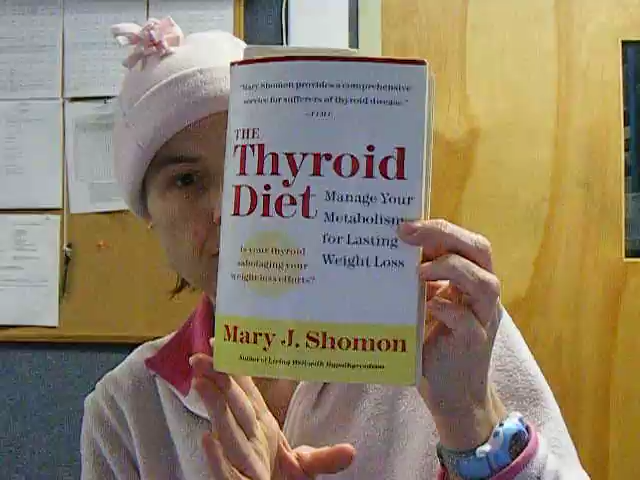 "Mary Shomon provides a comprehensive
service for sufferers of thyroid disease."
—TIME
THE
Thyroid
Diet
Manage Your
Metabolism
for Lasting
Weight Loss
Is your thyroid
sabotaging your
weight-loss efforts?
Mary J. Shomon
Author of Living Well with Hypothyroidism